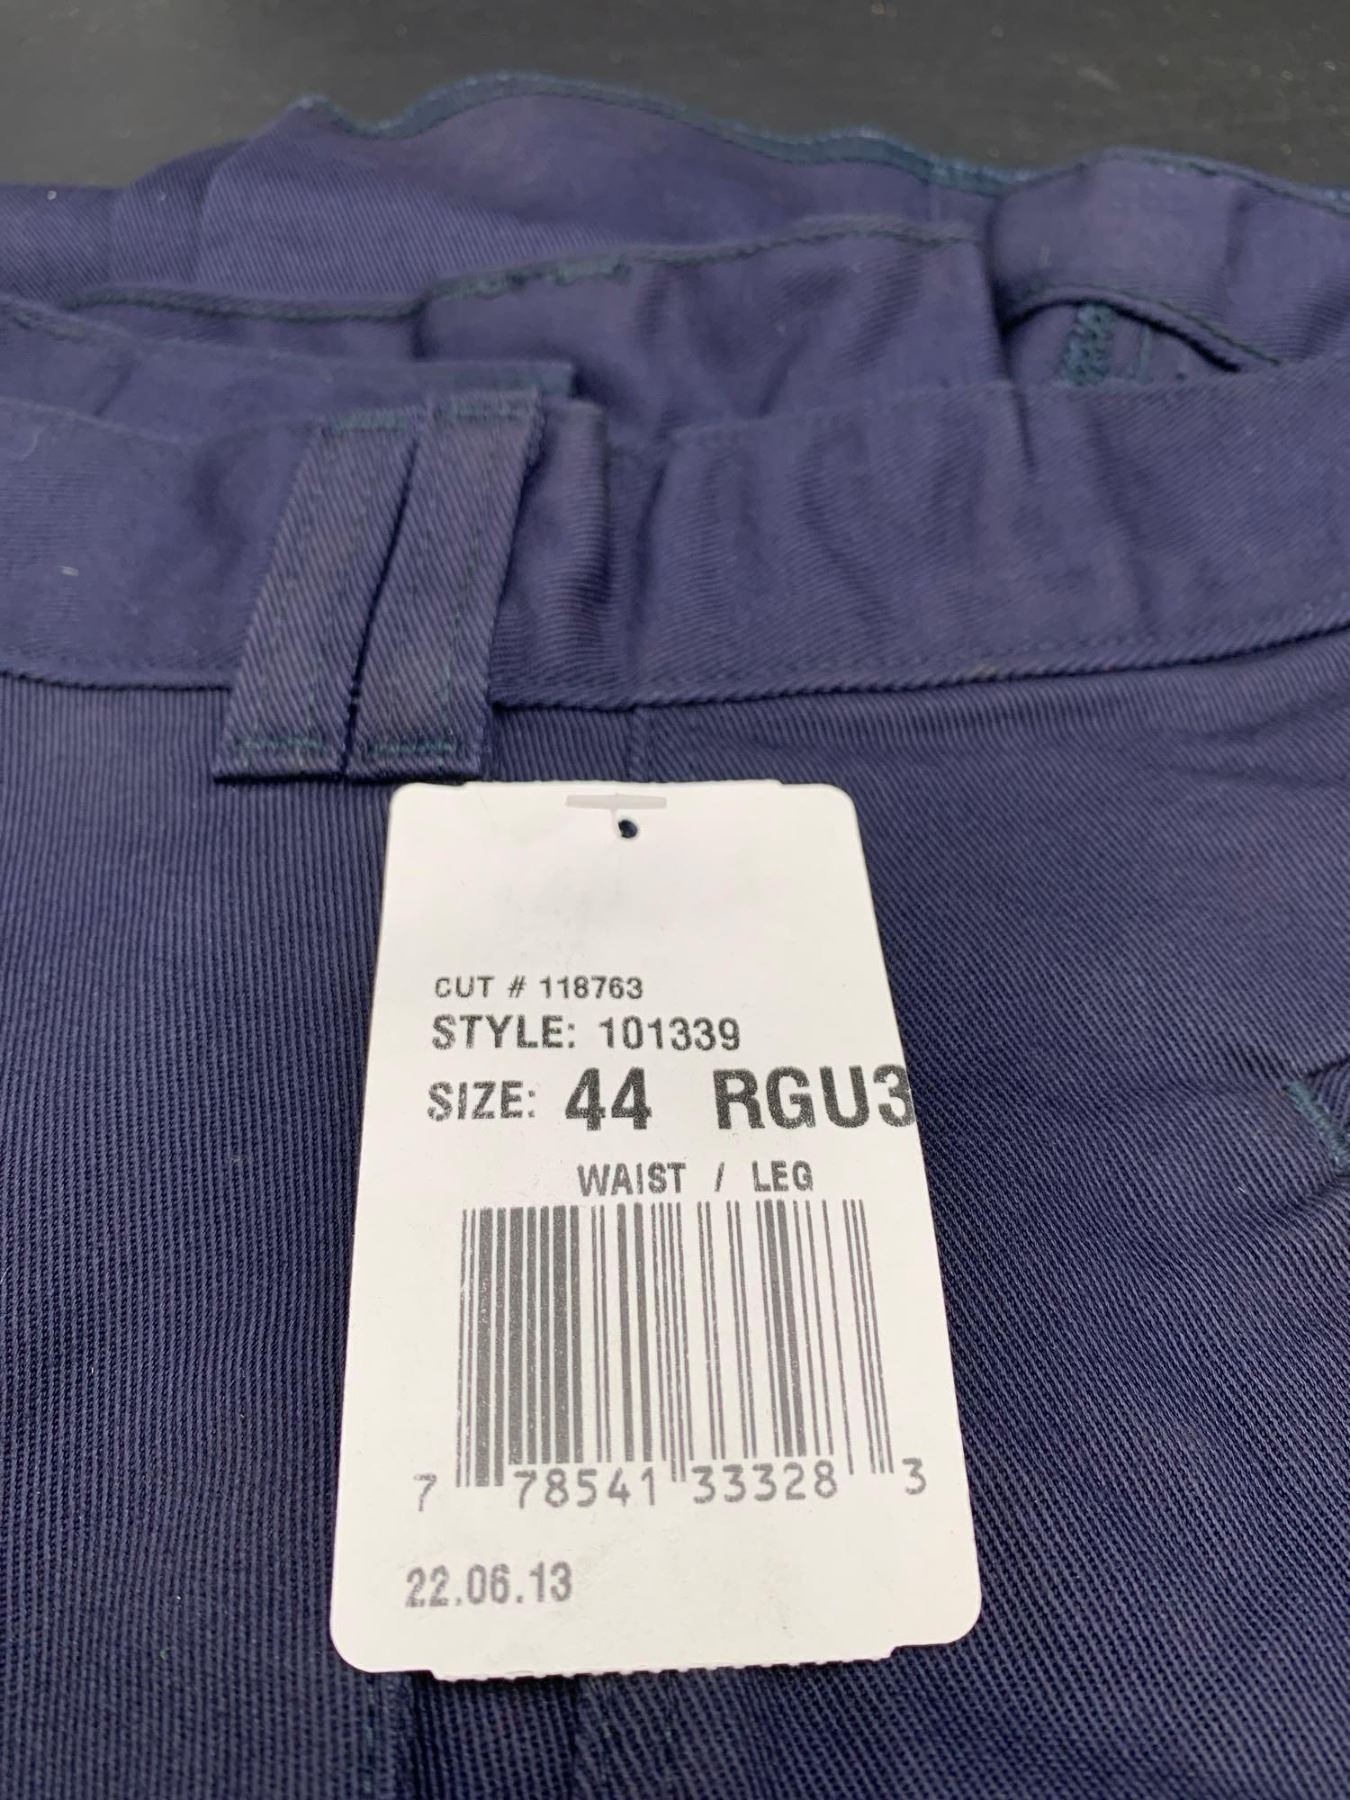 CUT # 118763
STYLE: 101339
SIZE: 44 RGU3
WAIST / LEG
7 78541 33328 3
22.06.13